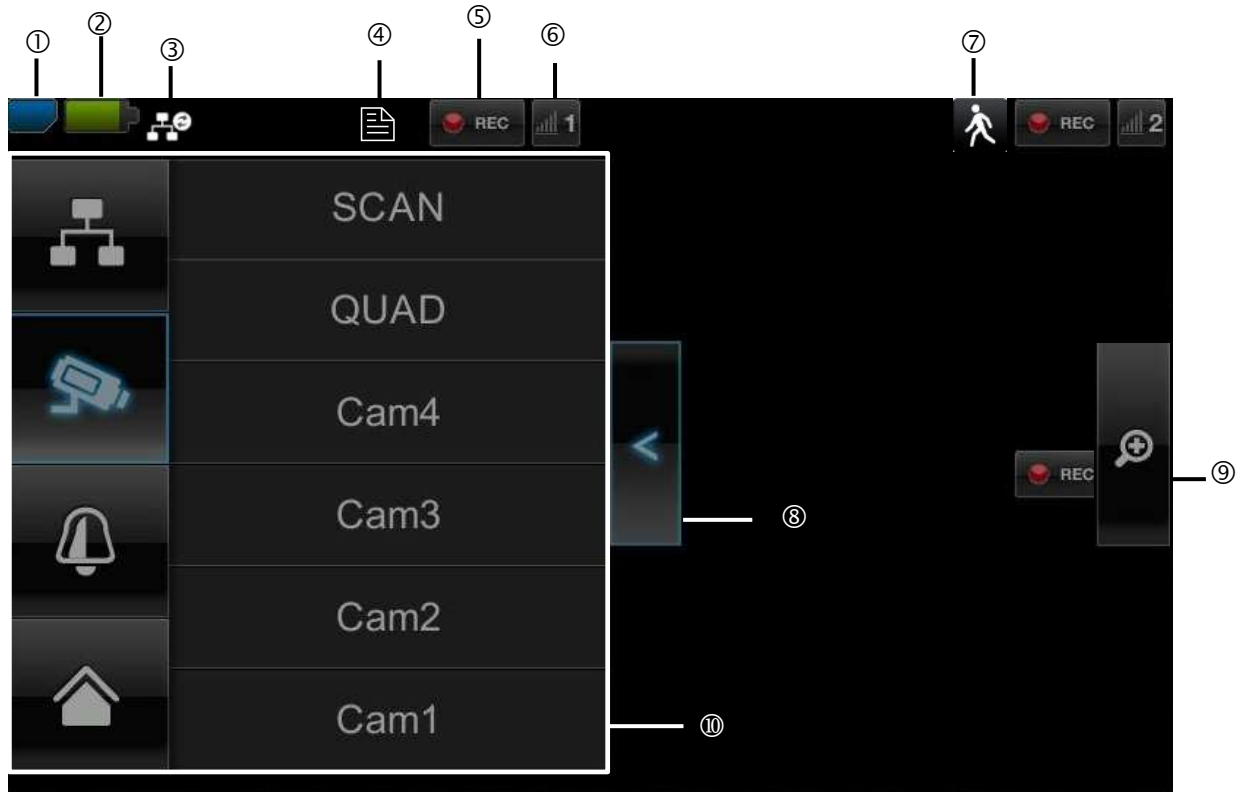 ① ② ③ ④ ⑤ ⑥ ⑦
REC 1 REC 2
SCAN
QUAD
Cam4
<
REC
⑨
Cam3
⑧
Cam2
Cam1
⑩